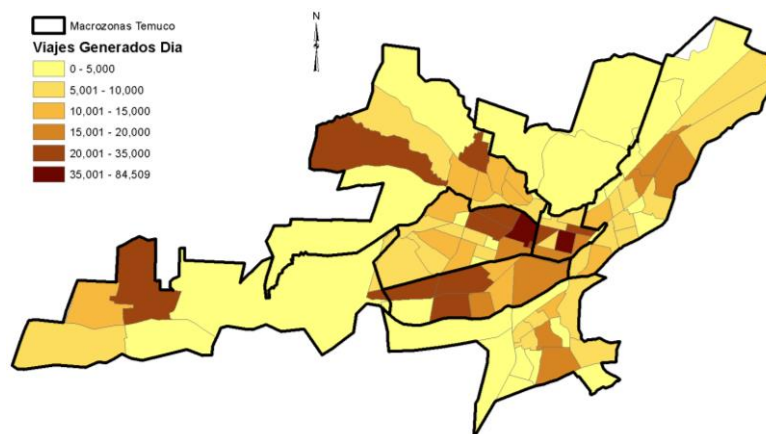 N
Macrozonas Temuco
Viajes Generados Dia
0 - 5,000
5,001 - 10,000
10,001 - 15,000
15,001 - 20,000
20,001 - 35,000
35,001 - 84,509